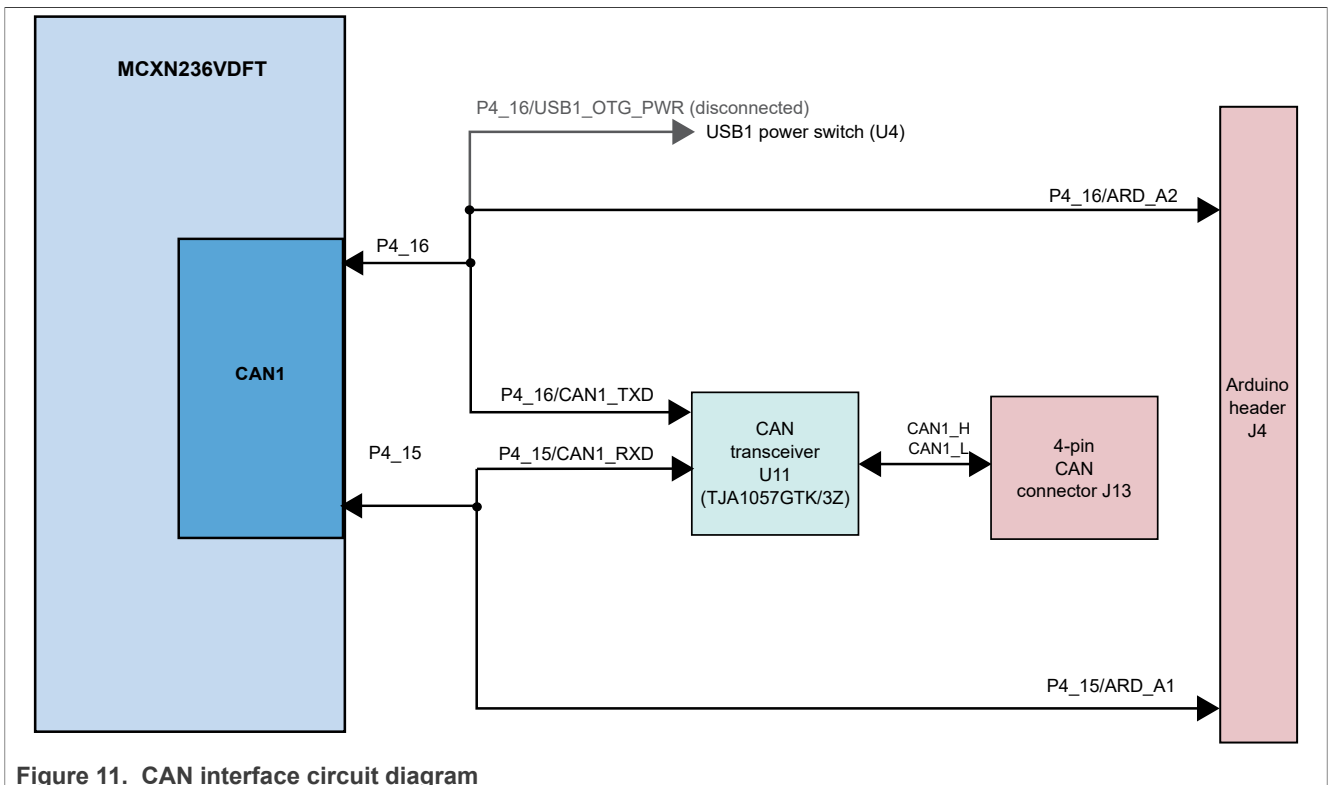 MCXN236VDFT
P4_16/USB1_OTG_PWR (disconnected)
USB1 power switch (U4)
P4_16/ARD_A2
P4_16
CAN1
P4_16/CAN1_TXD
P4_15
P4_15/CAN1_RXD
CAN
transceiver
U11
(TJA1057GTK/3Z)
CAN1_H
CAN1_L
4-pin
CAN
connector J13
Arduino
header
J4
P4_15/ARD_A1
Figure 11. CAN interface circuit diagram